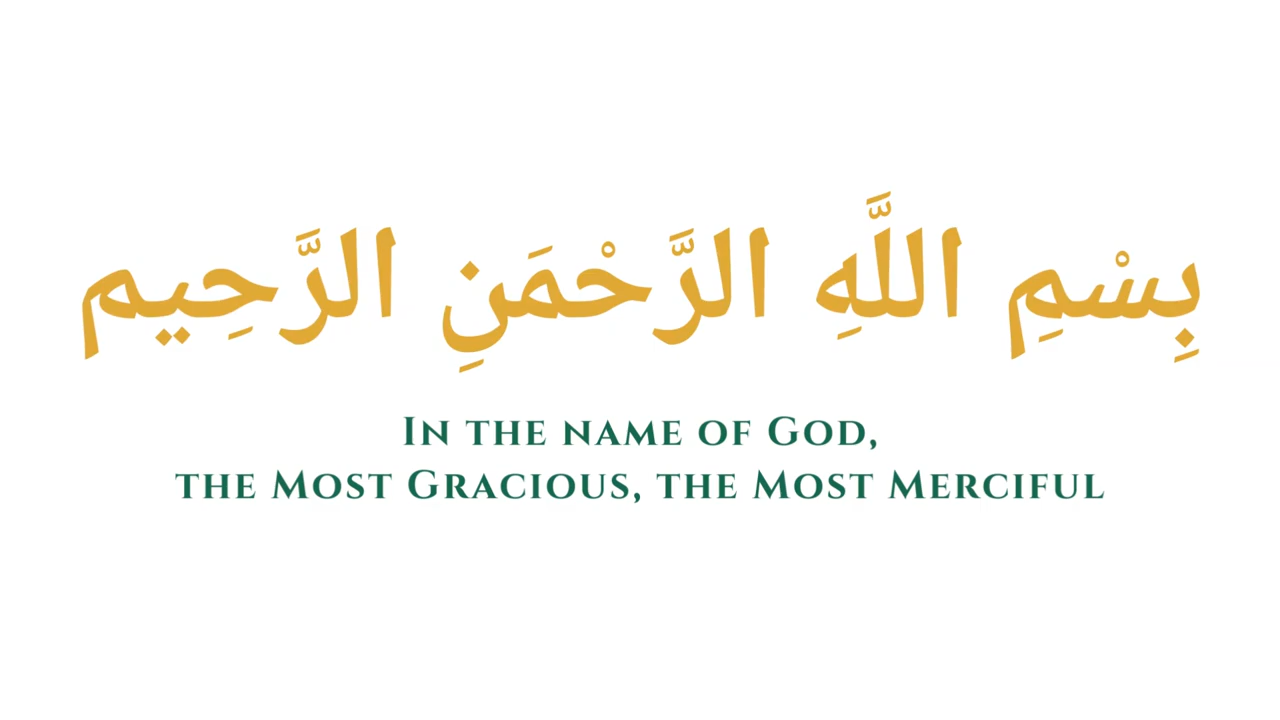 بِسْمِ اللَّهِ الرَّحْمَنِ الرَّحِيم
In the name of God,
the Most Gracious, the Most Merciful